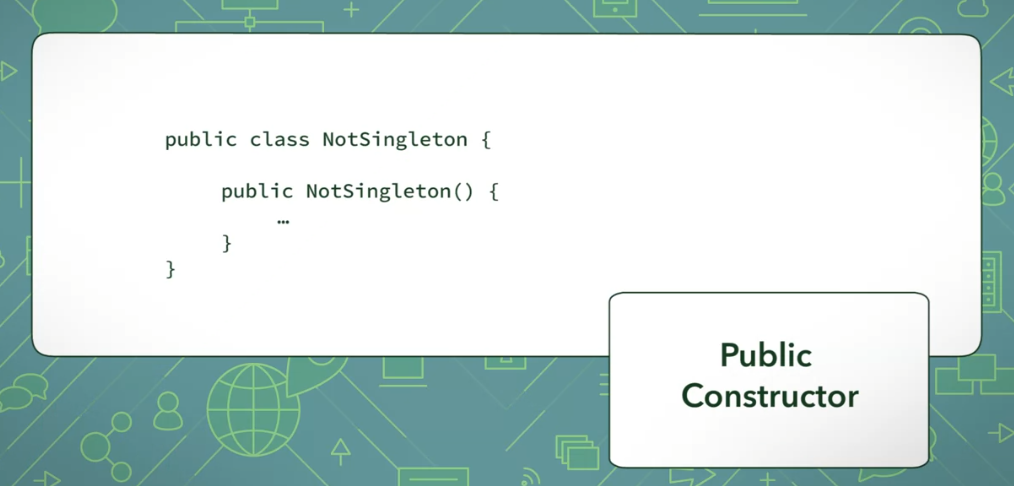 public class NotSingleton {
public NotSingleton() {
…
}
}
Public
Constructor